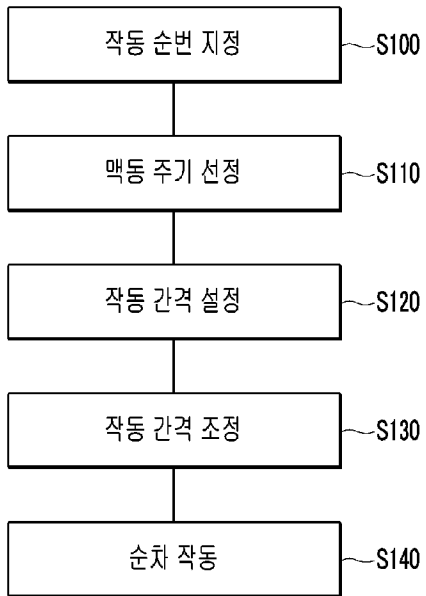 작동 순번 지정 S100
맥동 주기 선정 S110
작동 간격 설정 S120
작동 간격 조정 S130
순차 작동 S140